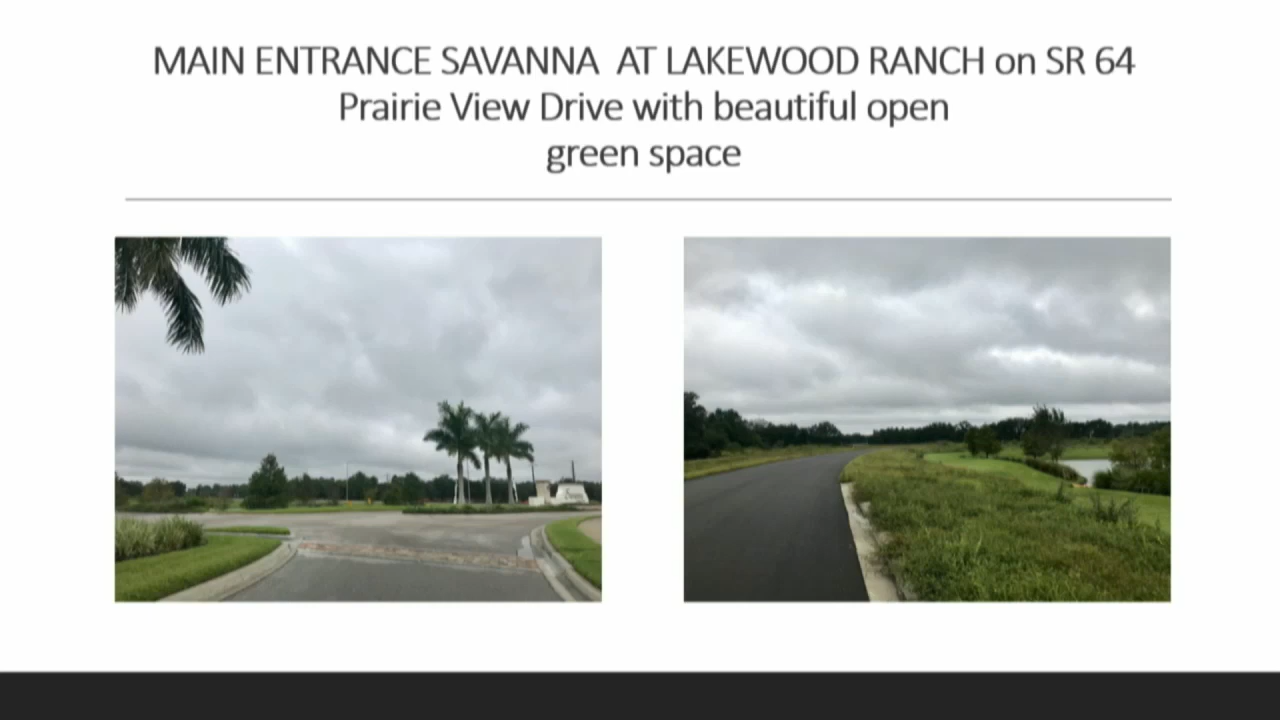 MAIN ENTRANCE SAVANNA AT LAKEWOOD RANCH on SR 64
Prairie View Drive with beautiful open
green space